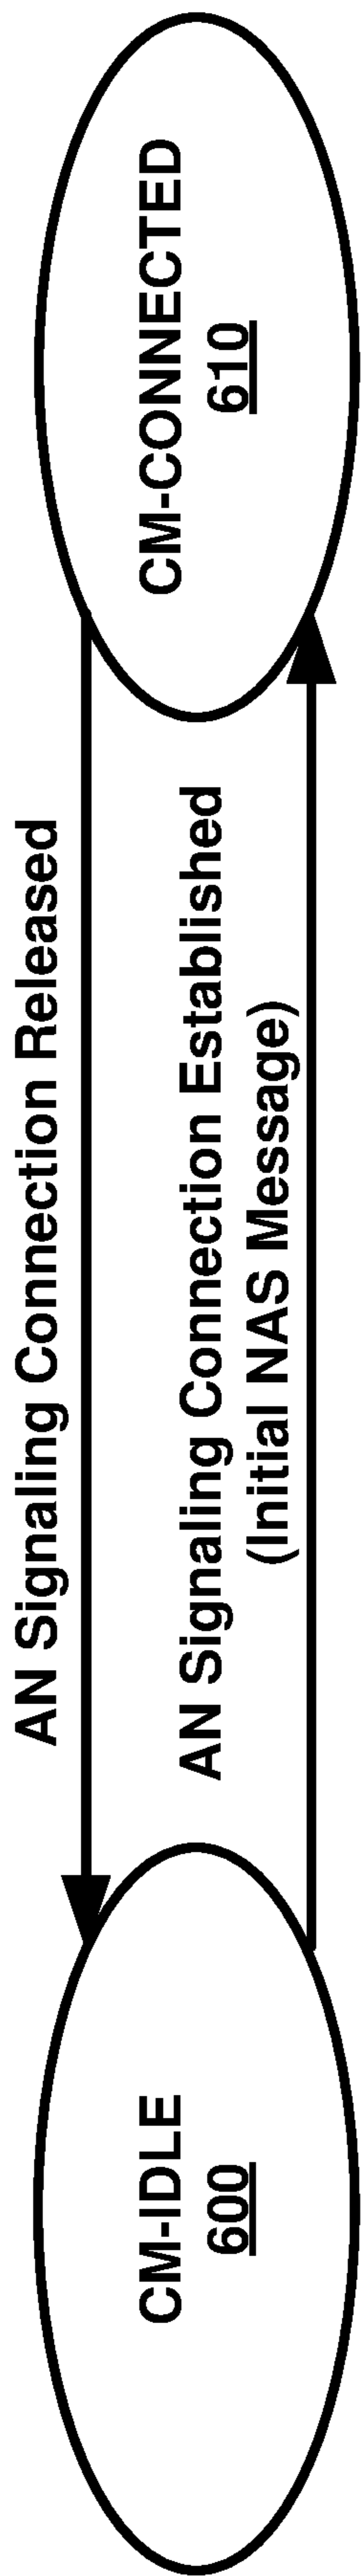 AN Signaling Connection Released
CM-IDLE
600
AN Signaling Connection Established
(Initial NAS Message)
CM-CONNECTED
610